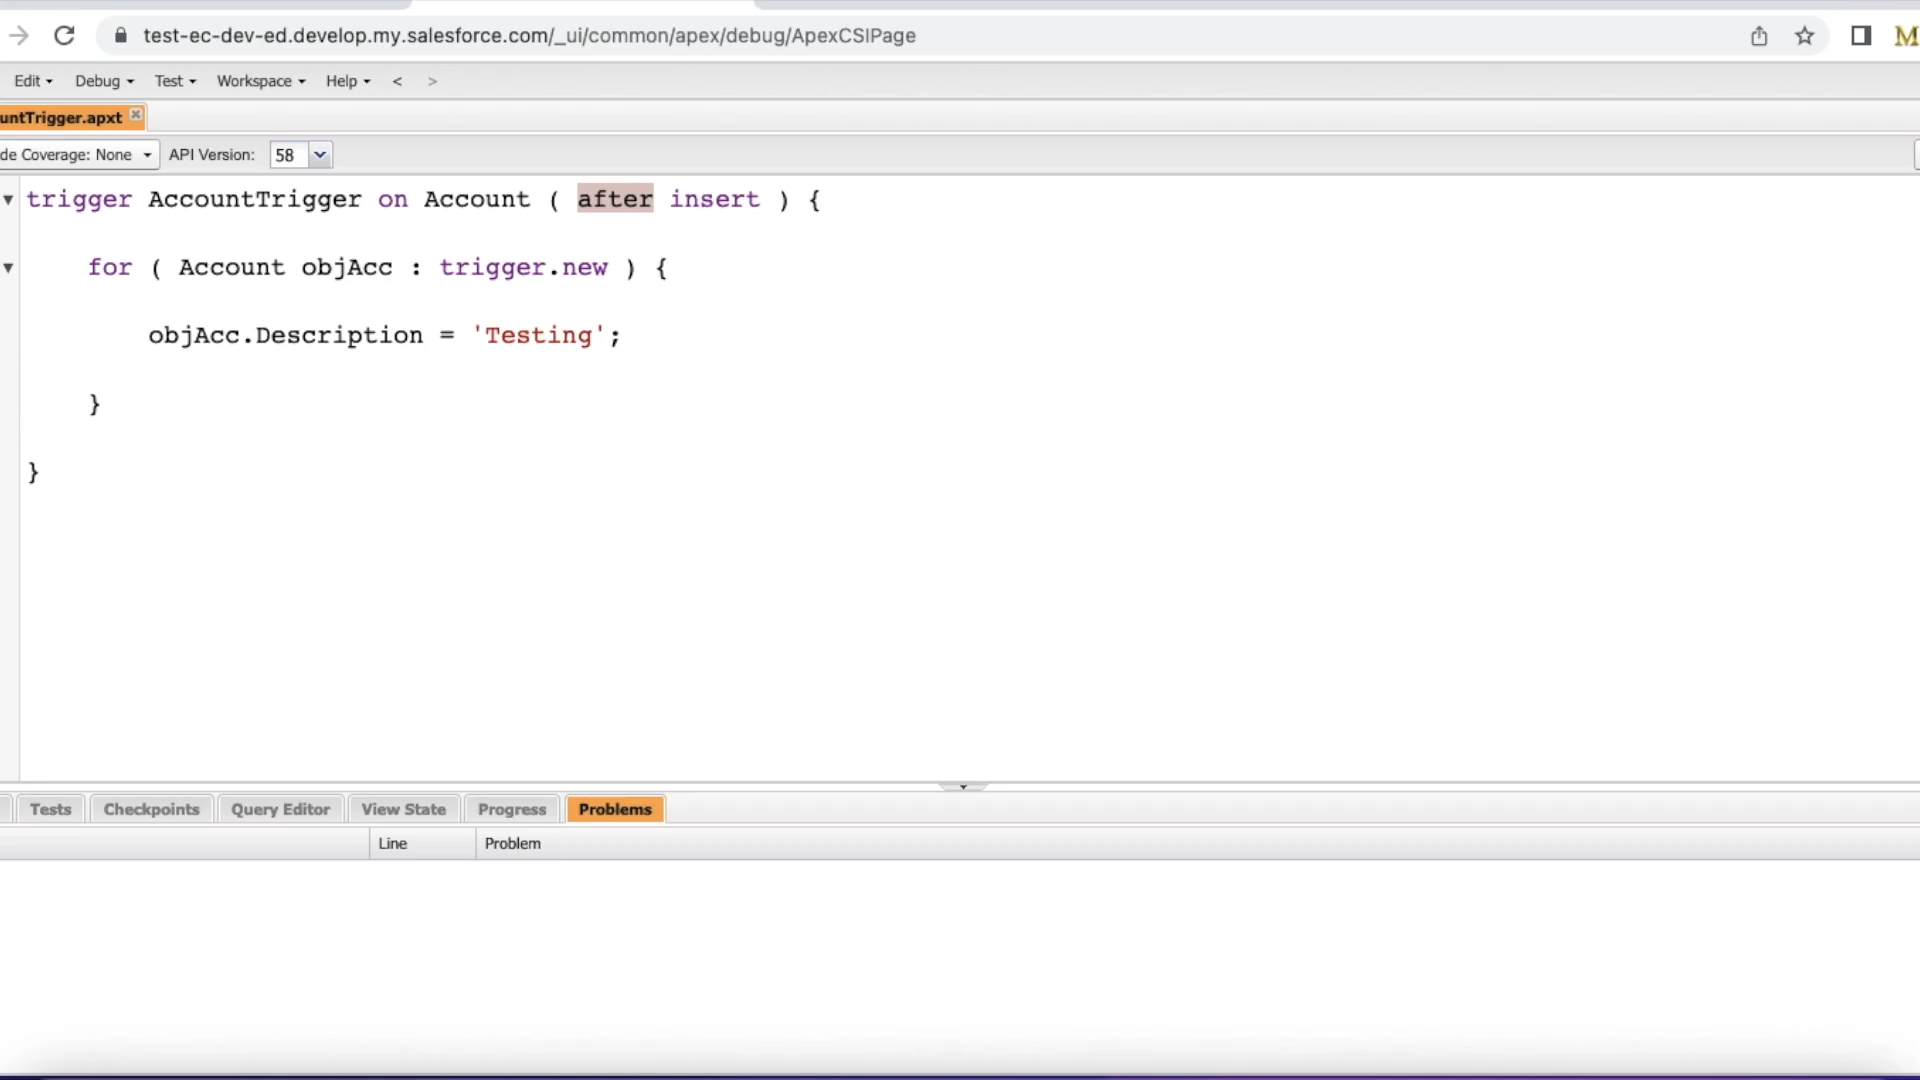 test-ec-dev-ed.develop.my.salesforce.com/_ui/common/apex/debug/ApexCSIPage
M
Edit Debug Test Workspace Help < >
untTrigger.apxt
de Coverage: None API Version: 58
trigger AccountTrigger on Account ( after insert ) {
for ( Account objAcc : trigger.new ) {
objAcc.Description = 'Testing';
}
}
Tests Checkpoints Query Editor View State Progress Problems
Line Problem